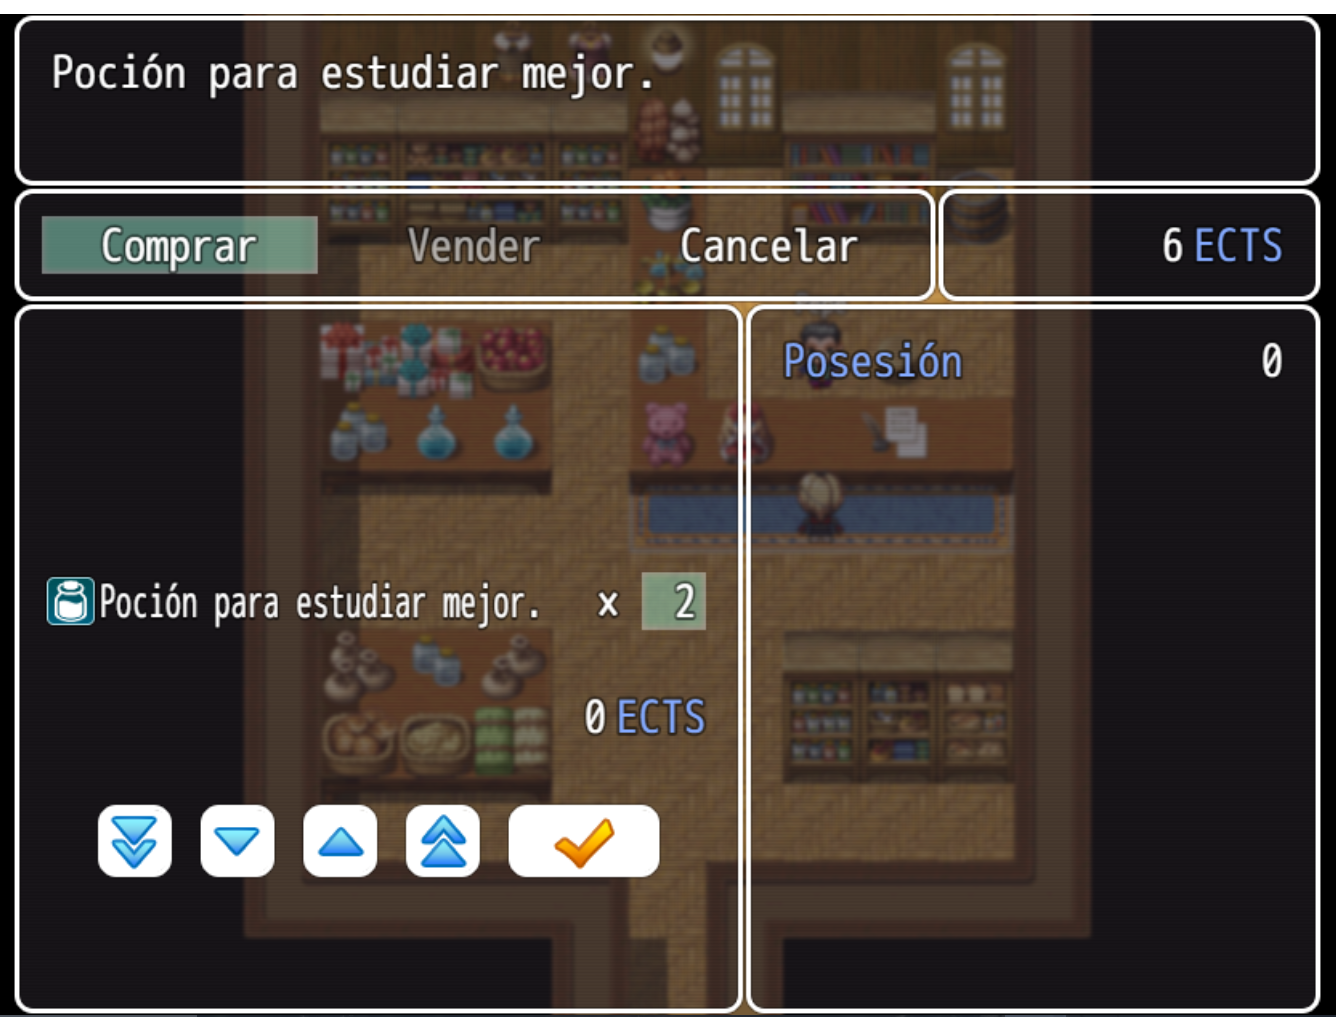 Poción para estudiar mejor.
Comprar Vender Cancelar 6 ECTS
Posesión 0
Poción para estudiar mejor. x 2
0 ECTS